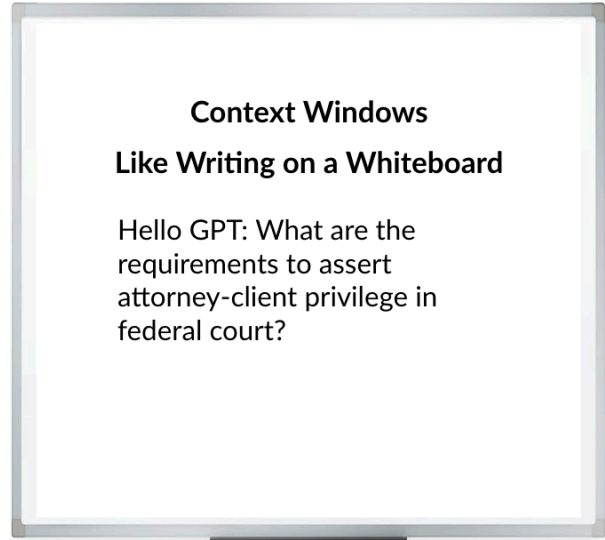 Context Windows
Like Writing on a Whiteboard
Hello GPT: What are the
requirements to assert
attorney-client privilege in
federal court?